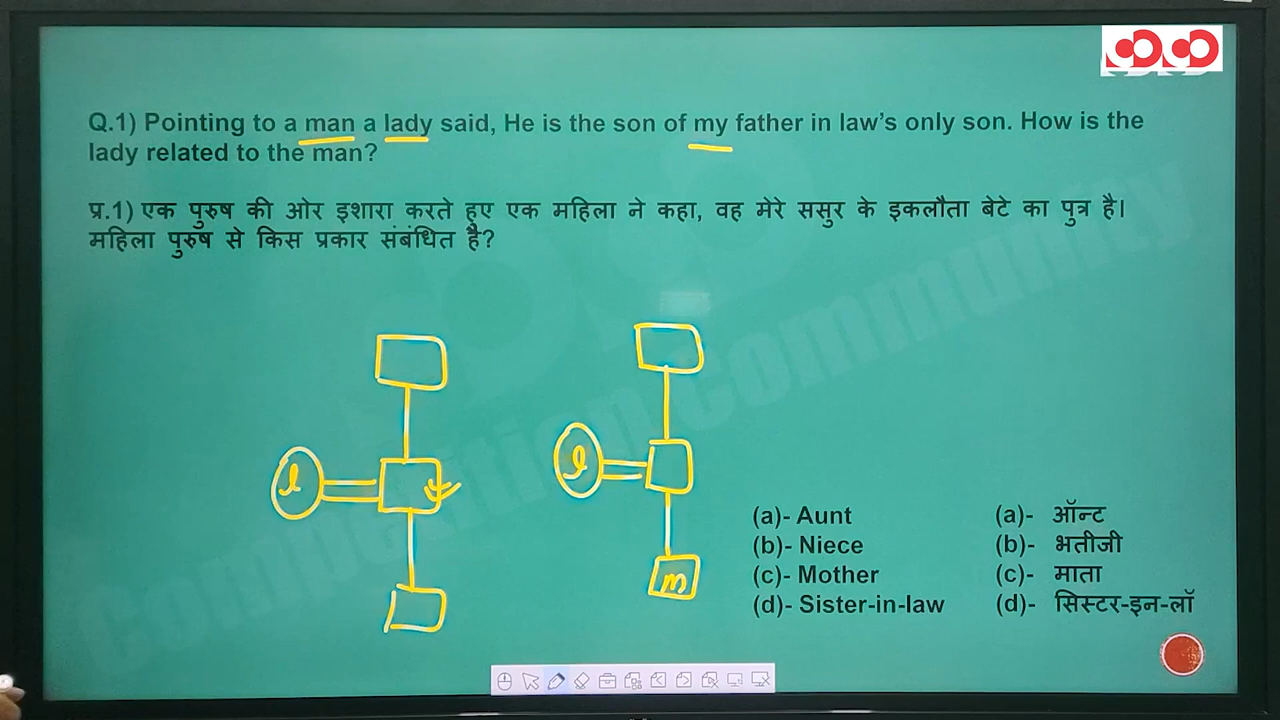 Q.1) Pointing to a man a lady said, He is the son of my father in law's only son. How is the
lady related to the man?
प्र.1) एक पुरुष की ओर इशारा करते हुए एक महिला ने कहा, वह मेरे ससुर के इकलौता बेटे का पुत्र है।
महिला पुरुष से किस प्रकार संबंधित है?
l
l
m
(a)- Aunt
(b)- Niece
(c)- Mother
(d)- Sister-in-law
(a)- ऑन्ट
(b)- भतीजी
(c)- माता
(d)- सिस्टर-इन-लॉ
Competition Community